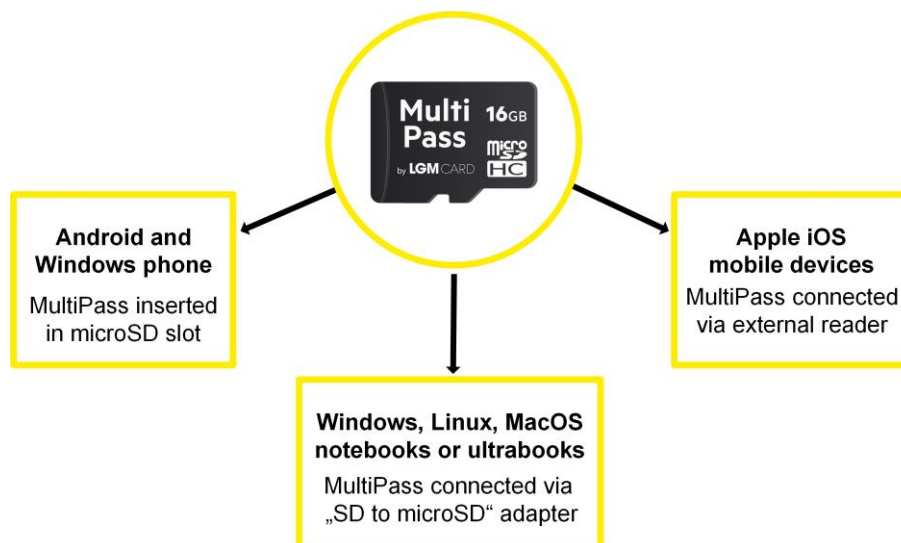 Multi 16GB
Pass
micro
SD
HC
by LGM CARD
Android and
Windows phone
MultiPass inserted
in microSD slot
Apple iOS
mobile devices
MultiPass connected
via external reader
Windows, Linux, MacOS
notebooks or ultrabooks
MultiPass connected via
„SD to microSD“ adapter